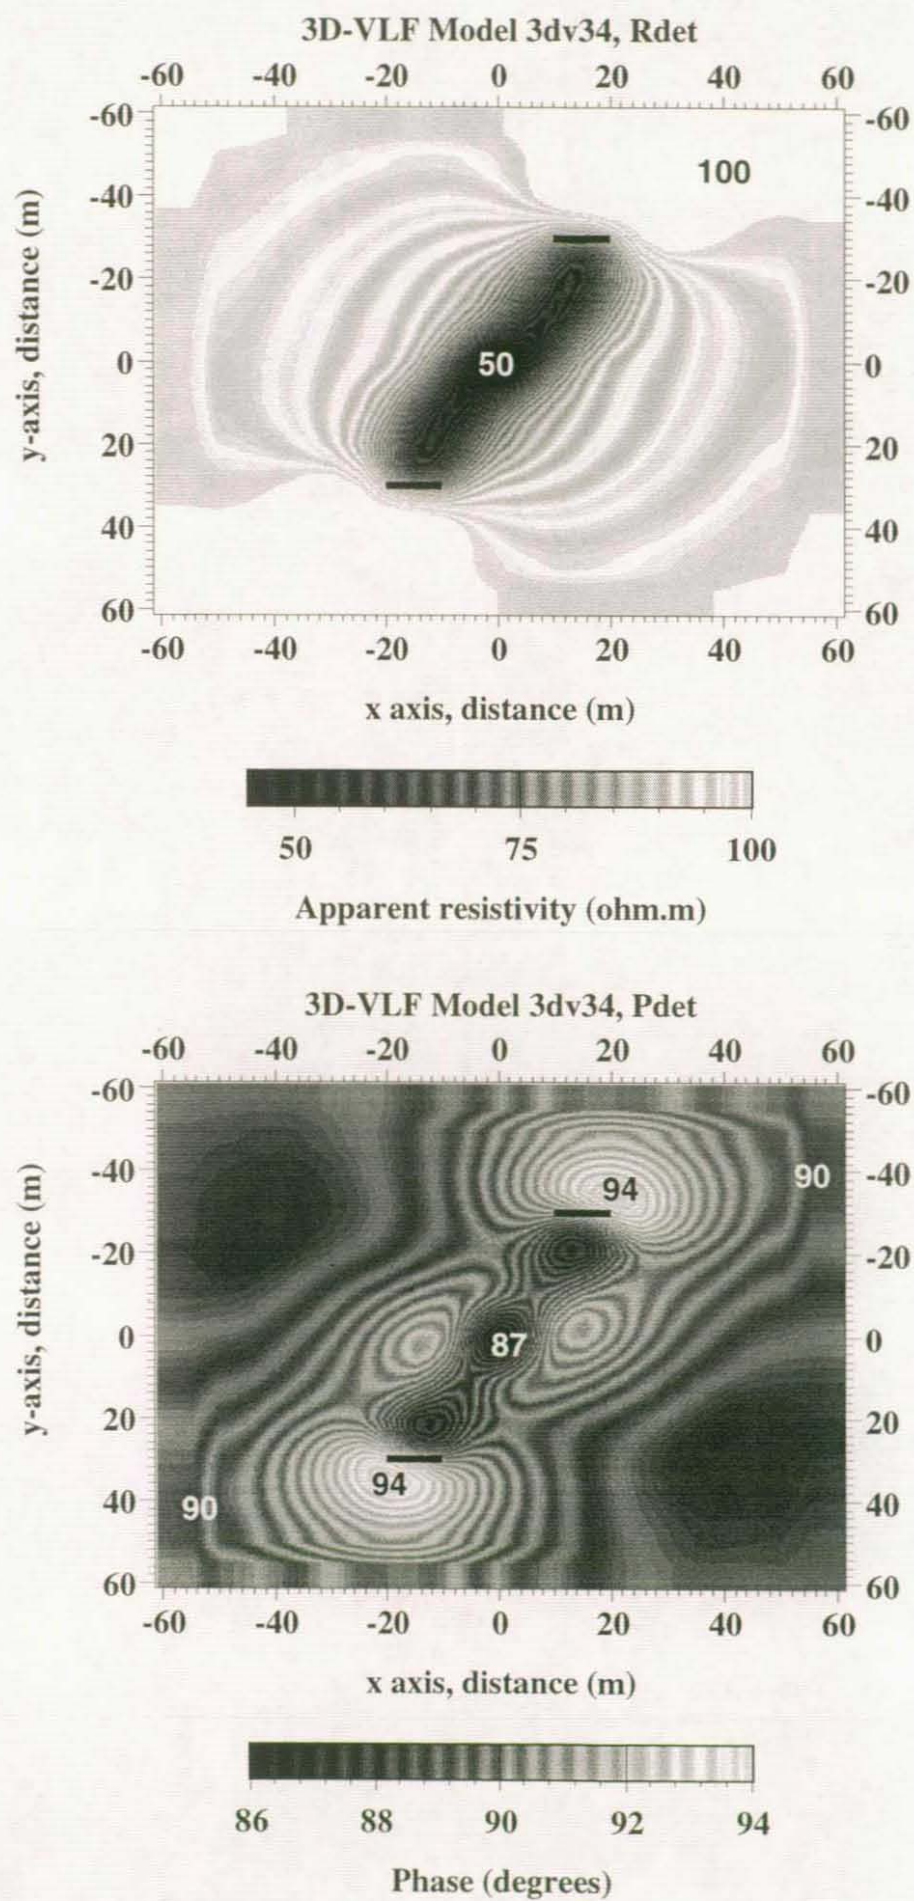 3D-VLF Model 3dv34, Rdet
-60 -40 -20 0 20 40 60
-60 -60
100
-40 -40
-20 -20
0 50 0
20 20
40 40
60 60
y-axis, distance (m)
-60 -40 -20 0 20 40 60
x axis, distance (m)
50 75 100
Apparent resistivity (ohm.m)
3D-VLF Model 3dv34, Pdet
-60 -40 -20 0 20 40 60
-60 -60
-40 90 -40
94
-20 -20
0 87 0
20 20
94
40 90 40
60 60
y-axis, distance (m)
-60 -40 -20 0 20 40 60
x axis, distance (m)
86 88 90 92 94
Phase (degrees)